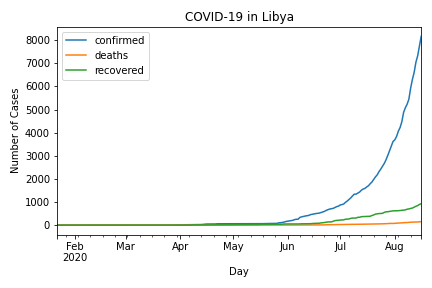 COVID-19 in Libya
confirmed
deaths
recovered
Number of Cases
8000
7000
6000
5000
4000
3000
2000
1000
0
Feb Mar Apr May Jun Jul Aug
2020
Day